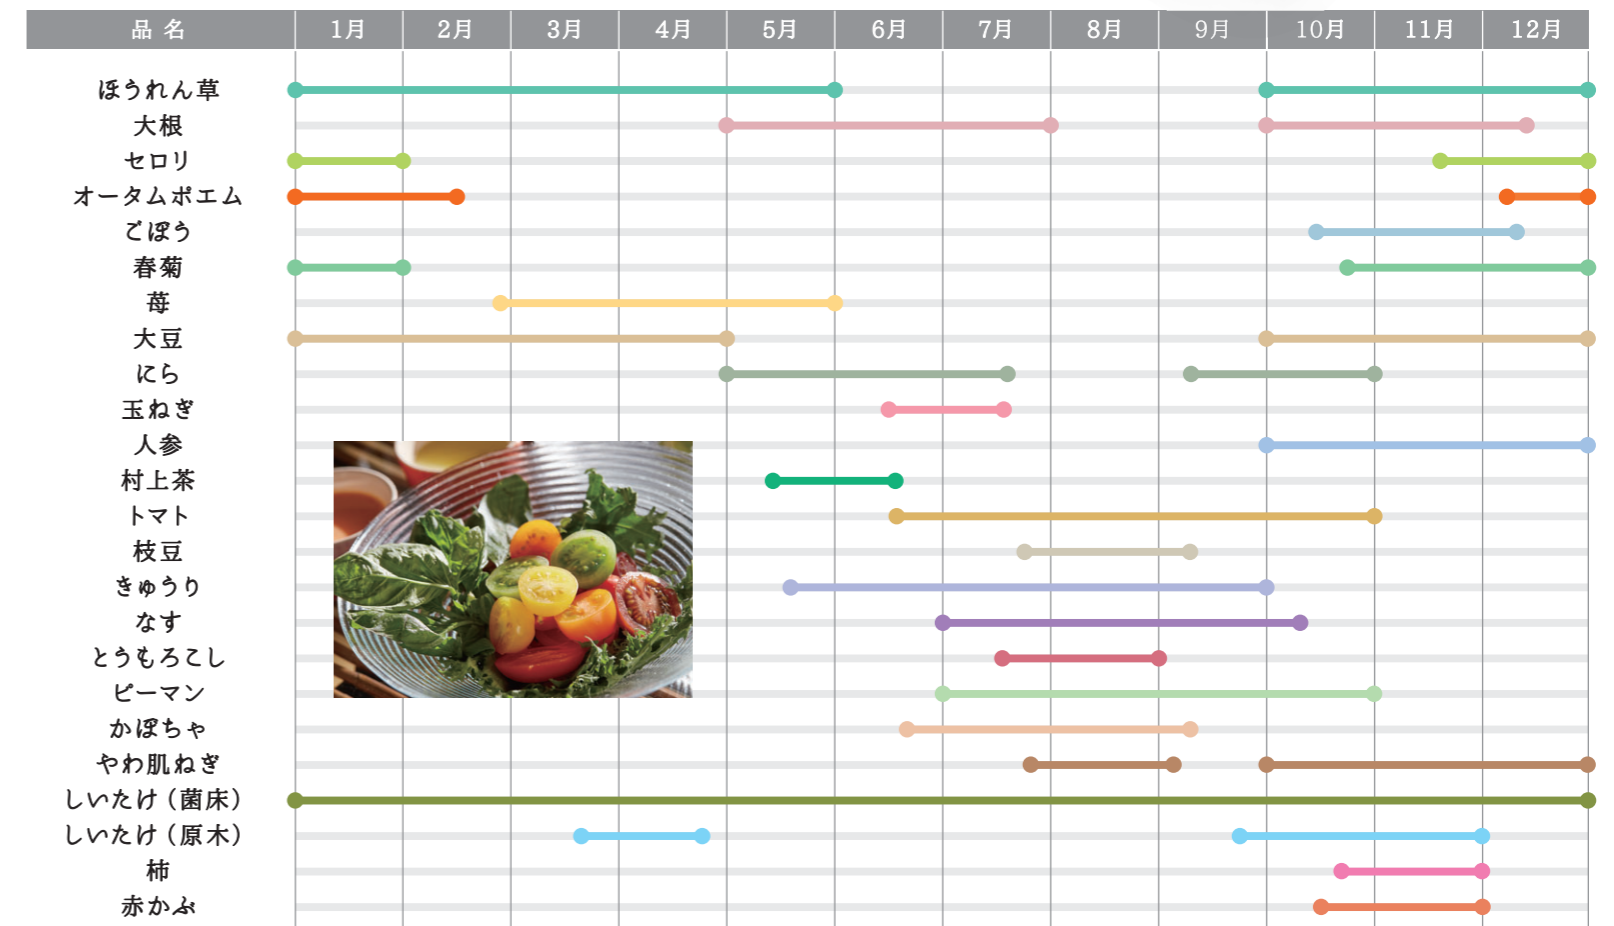 品名 1月 2月 3月 4月 5月 6月 7月 8月 9月 10月 11月 12月
ほうれん草
大根
セロリ
オータムポエム
ごぼう
春菊
苺
大豆
にら
玉ねぎ
人参
村上茶
トマト
枝豆
きゅうり
なす
とうもろこし
ピーマン
かぼちゃ
やわ肌ねぎ
しいたけ（菌床）
しいたけ（原木）
柿
赤かぶ